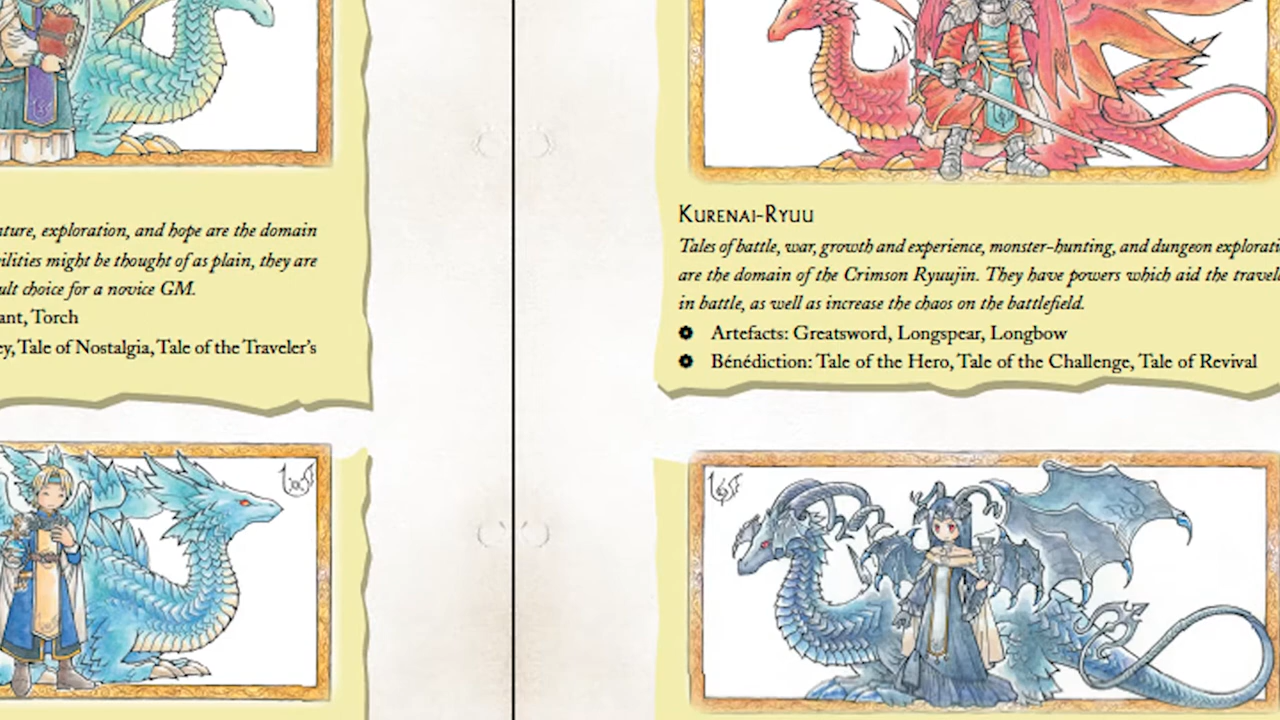 nture, exploration, and hope are the domain
ilities might be thought of as plain, they are
ult choice for a novice GM.
ant, Torch
ey, Tale of Nostalgia, Tale of the Traveler's
Kurenai-Ryuu
Tales of battle, war, growth and experience, monster-hunting, and dungeon explorati
are the domain of the Crimson Ryuujin. They have powers which aid the travel
in battle, as well as increase the chaos on the battlefield.
Artefacts: Greatsword, Longspear, Longbow
Bénédiction: Tale of the Hero, Tale of the Challenge, Tale of Revival